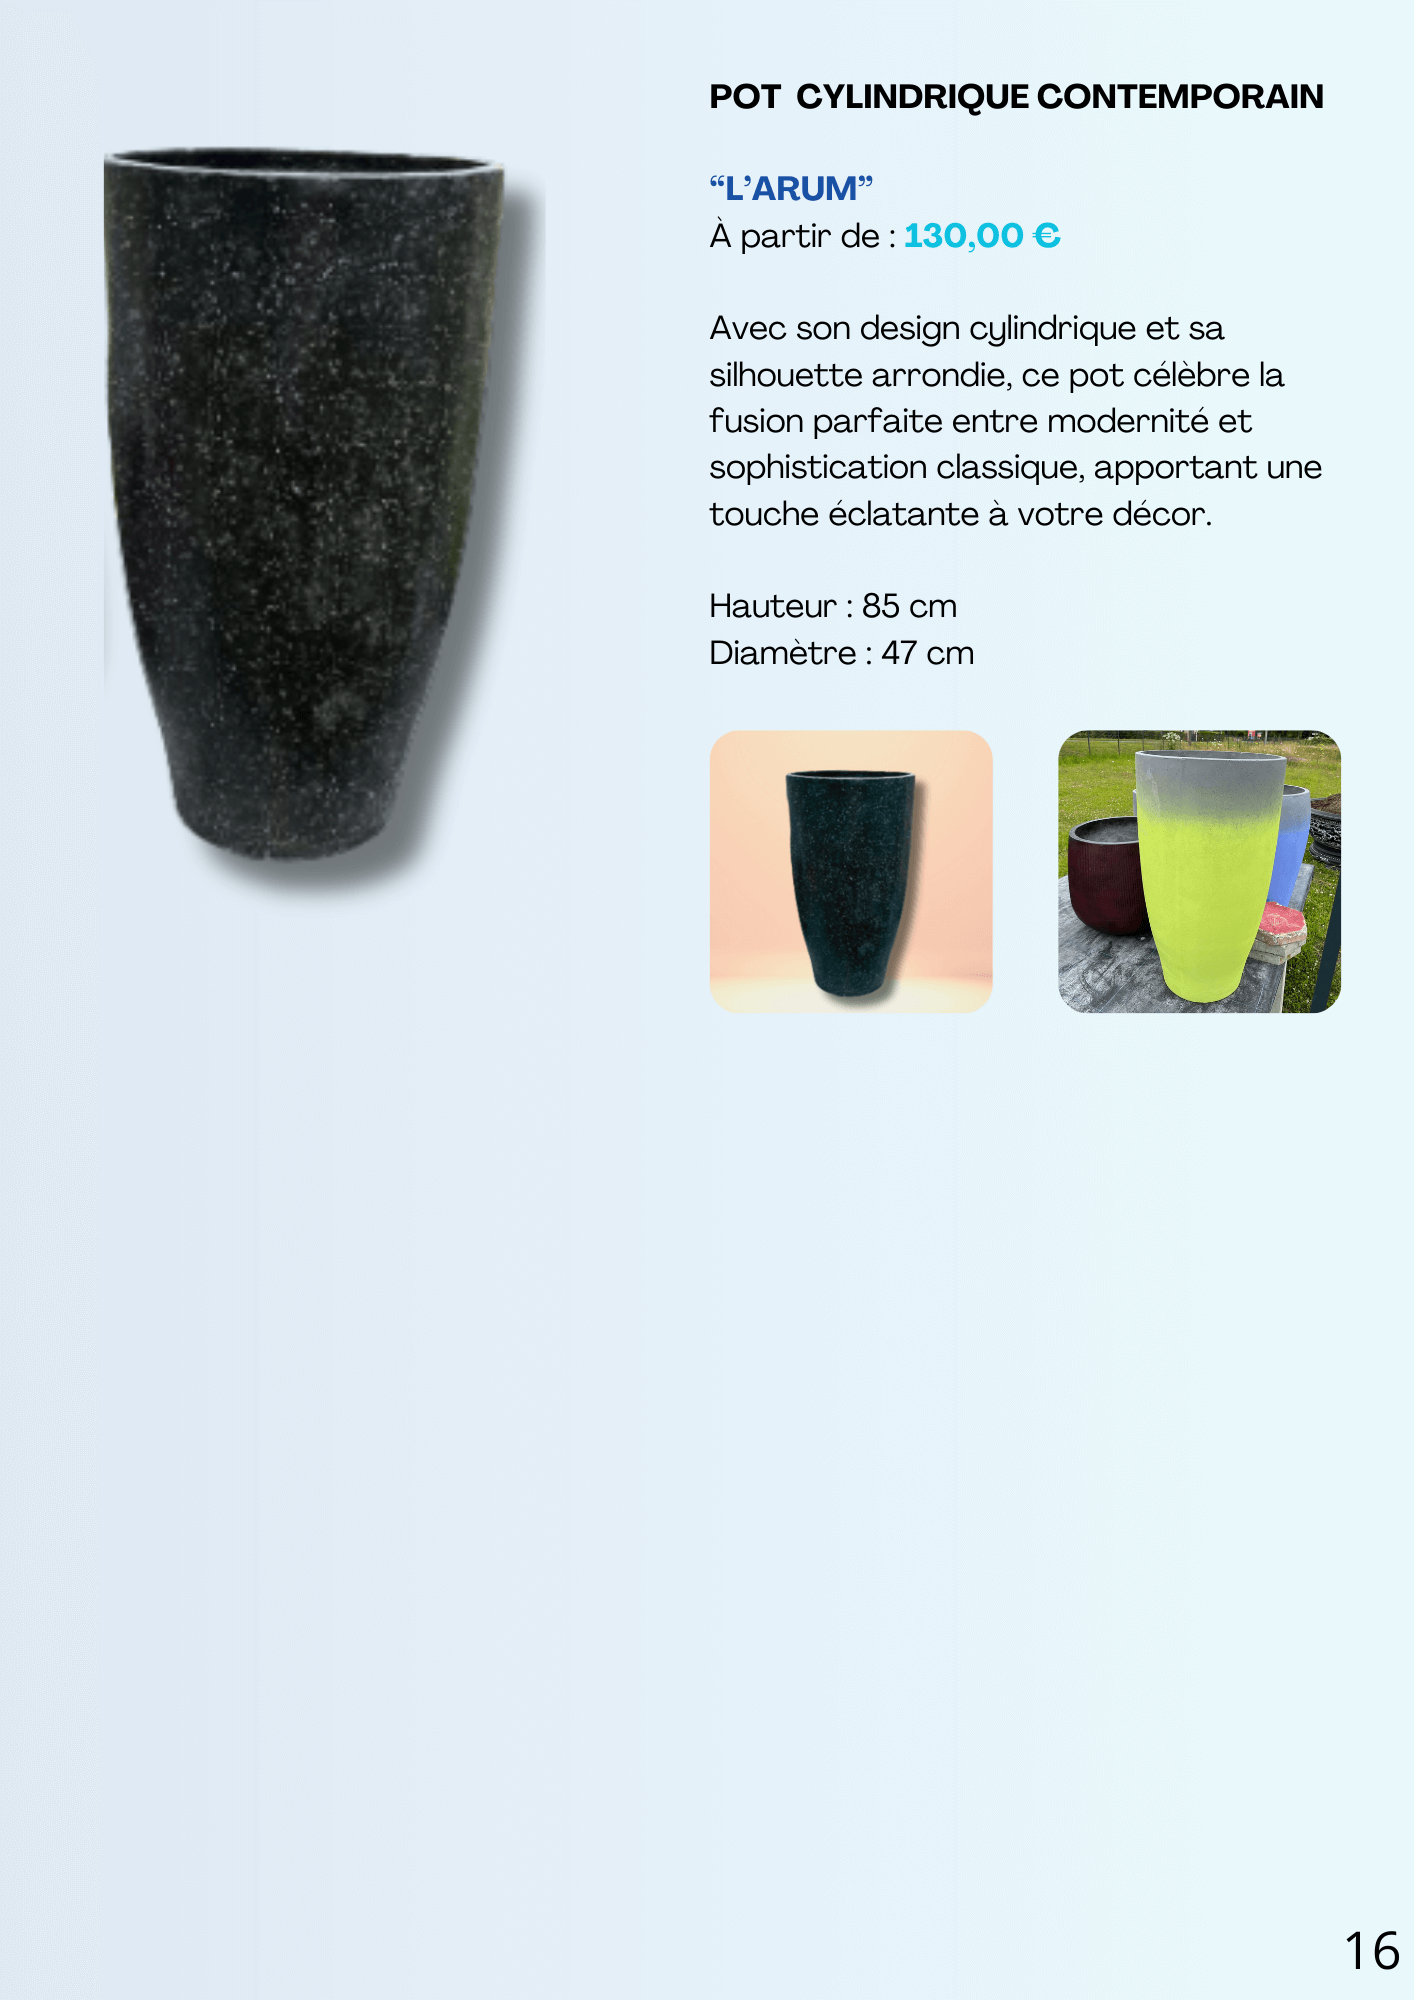 POT CYLINDRIQUE CONTEMPORAIN
“L’ARUM”
À partir de : 130,00 €
Avec son design cylindrique et sa
silhouette arrondie, ce pot célèbre la
fusion parfaite entre modernité et
sophistication classique, apportant une
touche éclatante à votre décor.
Hauteur : 85 cm
Diamètre : 47 cm
16